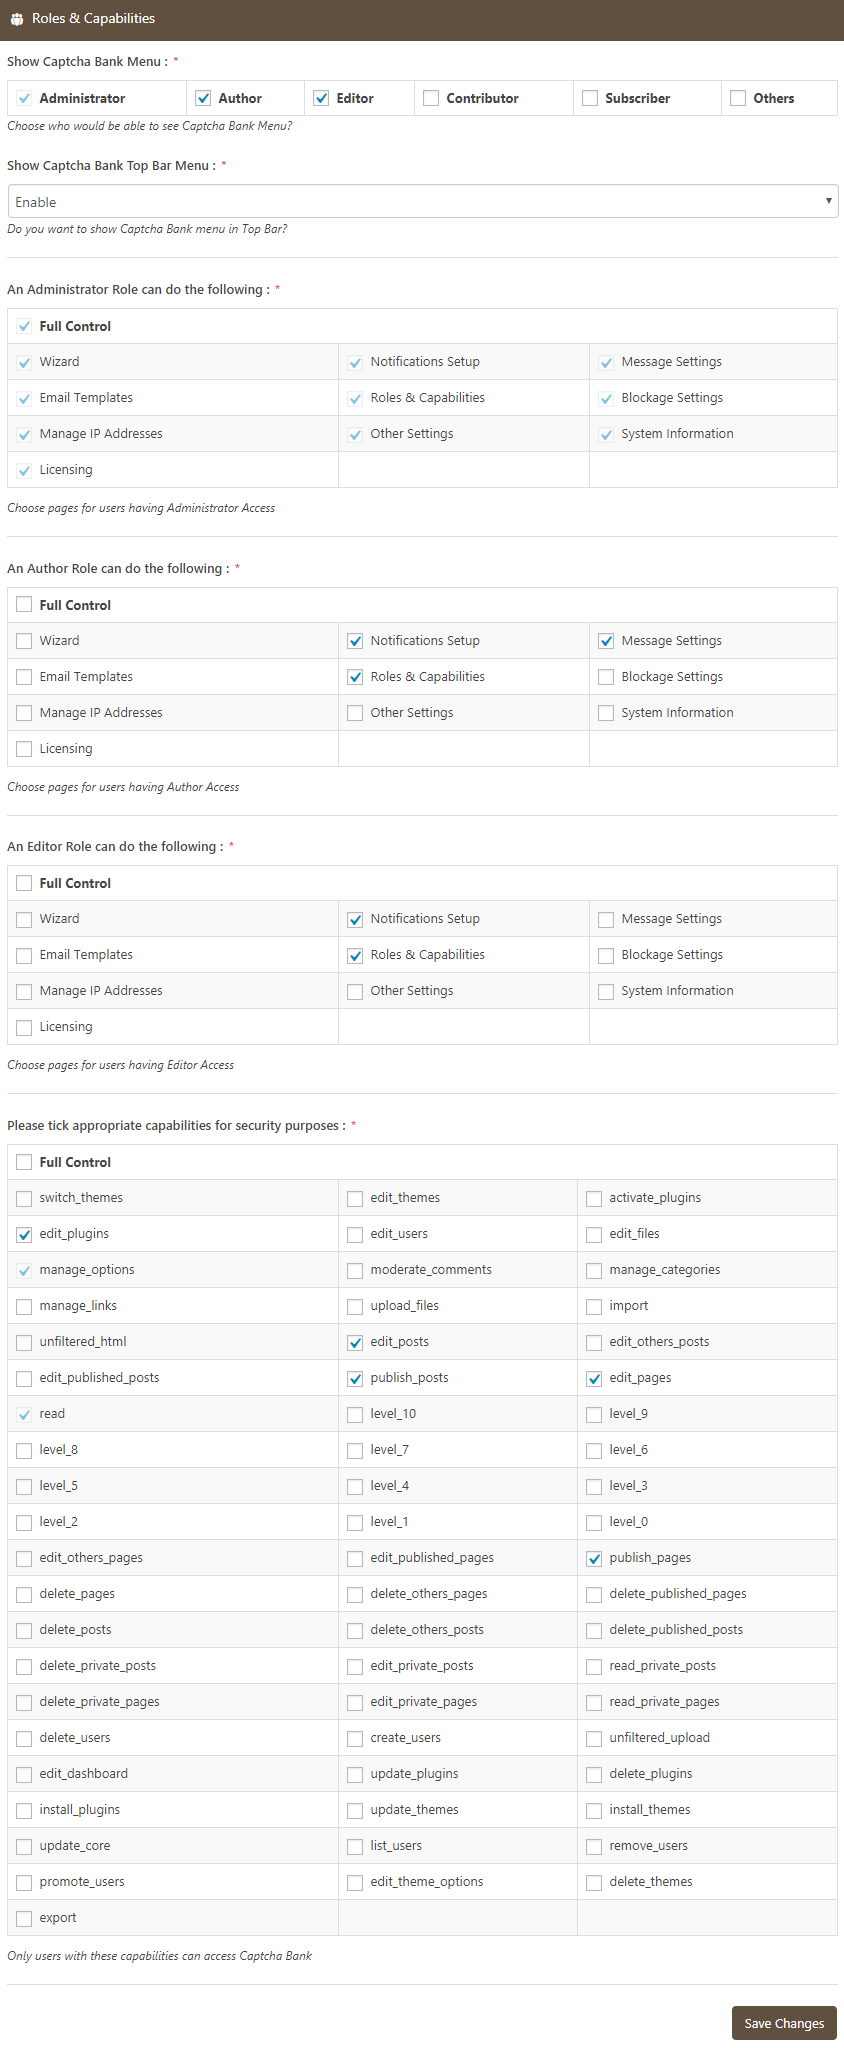 Roles & Capabilities
Show Captcha Bank Menu : *
Administrator Author Editor Contributor Subscriber Others
Choose who would be able to see Captcha Bank Menu?
Show Captcha Bank Top Bar Menu : *
Enable
Do you want to show Captcha Bank menu in Top Bar?
An Administrator Role can do the following : *
Full Control
Wizard Notifications Setup Message Settings
Email Templates Roles & Capabilities Blockage Settings
Manage IP Addresses Other Settings System Information
Licensing
Choose pages for users having Administrator Access
An Author Role can do the following : *
Full Control
Wizard Notifications Setup Message Settings
Email Templates Roles & Capabilities Blockage Settings
Manage IP Addresses Other Settings System Information
Licensing
Choose pages for users having Author Access
An Editor Role can do the following : *
Full Control
Wizard Notifications Setup Message Settings
Email Templates Roles & Capabilities Blockage Settings
Manage IP Addresses Other Settings System Information
Licensing
Choose pages for users having Editor Access
Please tick appropriate capabilities for security purposes : *
Full Control
switch_themes edit_themes activate_plugins
edit_plugins edit_users edit_files
manage_options moderate_comments manage_categories
manage_links upload_files import
unfiltered_html edit_posts edit_others_posts
edit_published_posts publish_posts edit_pages
read level_10 level_9
level_8 level_7 level_6
level_5 level_4 level_3
level_2 level_1 level_0
edit_others_pages edit_published_pages publish_pages
delete_pages delete_others_pages delete_published_pages
delete_posts delete_others_posts delete_published_posts
delete_private_posts edit_private_posts read_private_posts
delete_private_pages edit_private_pages read_private_pages
delete_users create_users unfiltered_upload
edit_dashboard update_plugins delete_plugins
install_plugins update_themes install_themes
update_core list_users remove_users
promote_users edit_theme_options delete_themes
export
Only users with these capabilities can access Captcha Bank
Save Changes